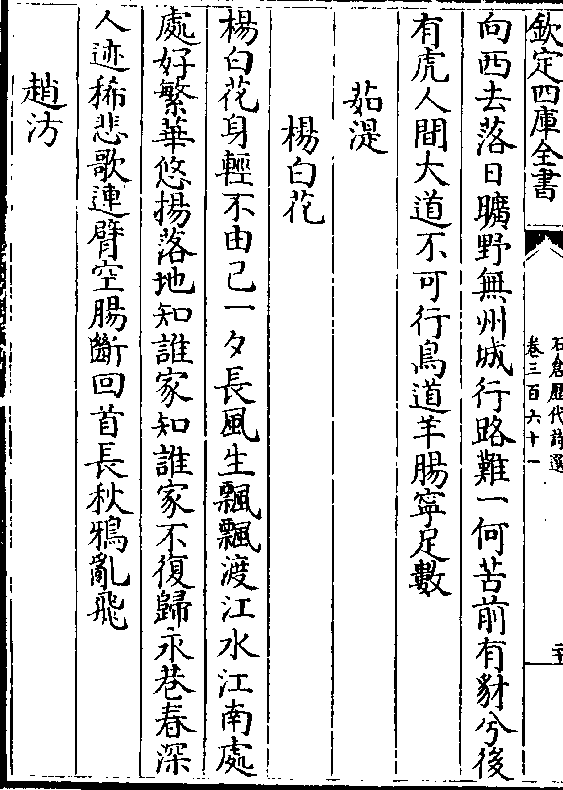 欽定四庫全書
石倉歷代詩選
卷三百六十一
二十
向西去落日曠野無州城行路難一何苦前有豺兮後
有虎人間大道不可行鳥道羊腸寧足數
茹湜
楊白花
楊白花身輕不由己一夕長風生飄飄渡江水江南處
處好繁華悠揚落地知誰家知誰家不復歸永巷春深
人迹稀悲歌連臂空腸斷回首長秋鴉亂飛
趙汸